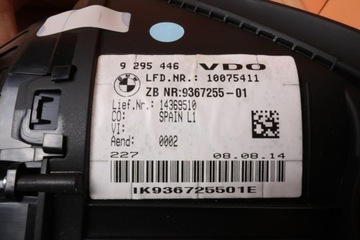 9 295 446 VDO
LFD.NR.: 10075411
BMW
ZB NR:9367255-01
Lief.Nr.: 14369510
CO: SPAIN L1
VI:
Aend: 0002
227 08.08.14
IK936725501E